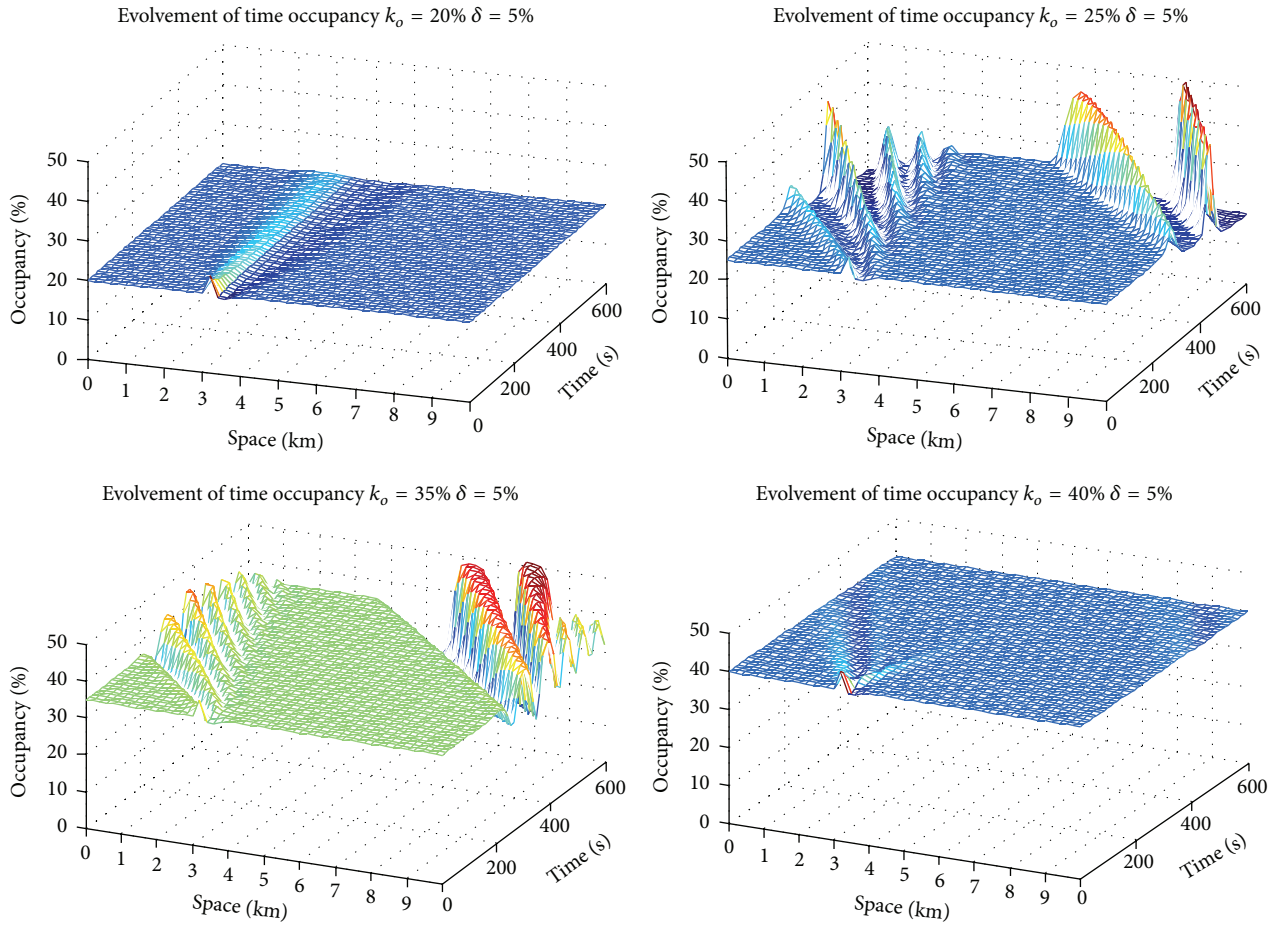 Evolvement of time occupancy k_o = 20% δ = 5%
50
40
30
20
10
0
Occupancy (%)
0 1 2 3 4 5 6 7 8 9
Space (km)
0 200 400 600
Time (s)
Evolvement of time occupancy k_o = 25% δ = 5%
50
40
30
20
10
0
Occupancy (%)
0 1 2 3 4 5 6 7 8 9
Space (km)
0 200 400 600
Time (s)
Evolvement of time occupancy k_o = 35% δ = 5%
50
40
30
20
10
0
Occupancy (%)
0 1 2 3 4 5 6 7 8 9
Space (km)
0 200 400 600
Time (s)
Evolvement of time occupancy k_o = 40% δ = 5%
50
40
30
20
10
0
Occupancy (%)
0 1 2 3 4 5 6 7 8 9
Space (km)
0 200 400 600
Time (s)